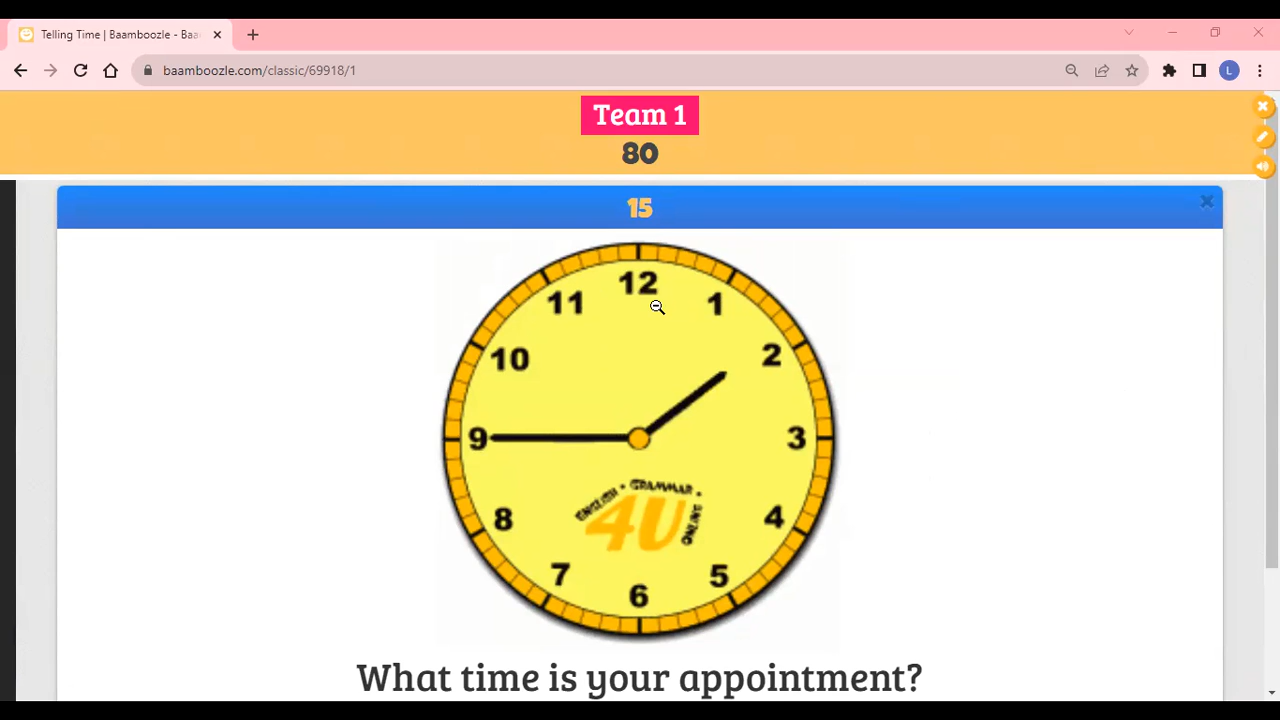 Telling Time | Baamboozle - Baa
baamboozle.com/classic/69918/1
L
Team 1
80
15
12
11
1
10
2
9
3
8
4
7
5
6
ENGLISH • GRAMMAR •
4U
What time is your appointment?